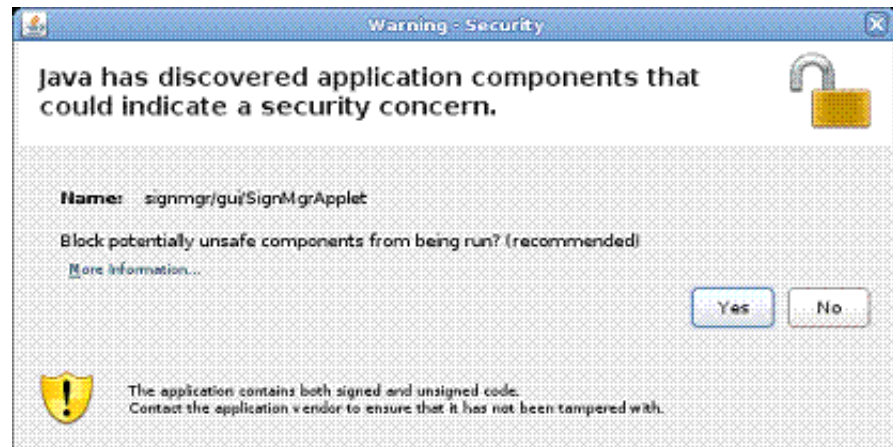 Warning - Security
Java has discovered application components that
could indicate a security concern.
Name: signmgr/gui/SignMgrApplet
Block potentially unsafe components from being run? (recommended)
More Information...
Yes No
The application contains both signed and unsigned code.
Contact the application vendor to ensure that it has not been tampered with.